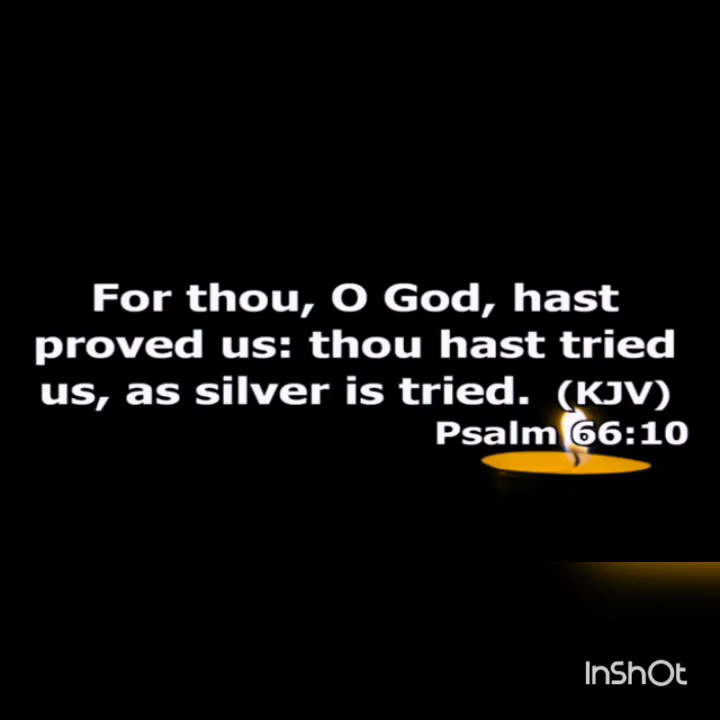 For thou, O God, hast
proved us: thou hast tried
us, as silver is tried. (KJV)
Psalm 66:10
InShOt